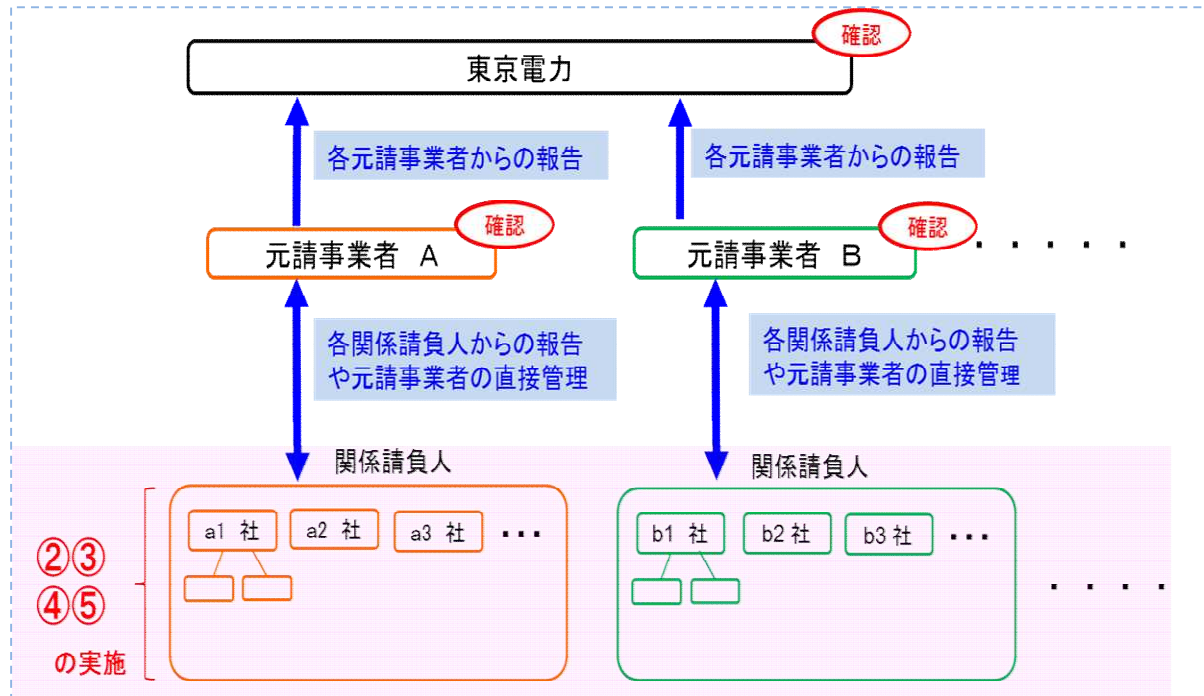 確認
東京電力
各元請事業者からの報告
各元請事業者からの報告
確認
元請事業者 A
確認
元請事業者 B
・・・・・
各関係請負人からの報告
や元請事業者の直接管理
各関係請負人からの報告
や元請事業者の直接管理
関係請負人
関係請負人
a1 社
a2 社
a3 社
・・・
b1 社
b2 社
b3 社
・・・
②③
④⑤
の実施
・・・・